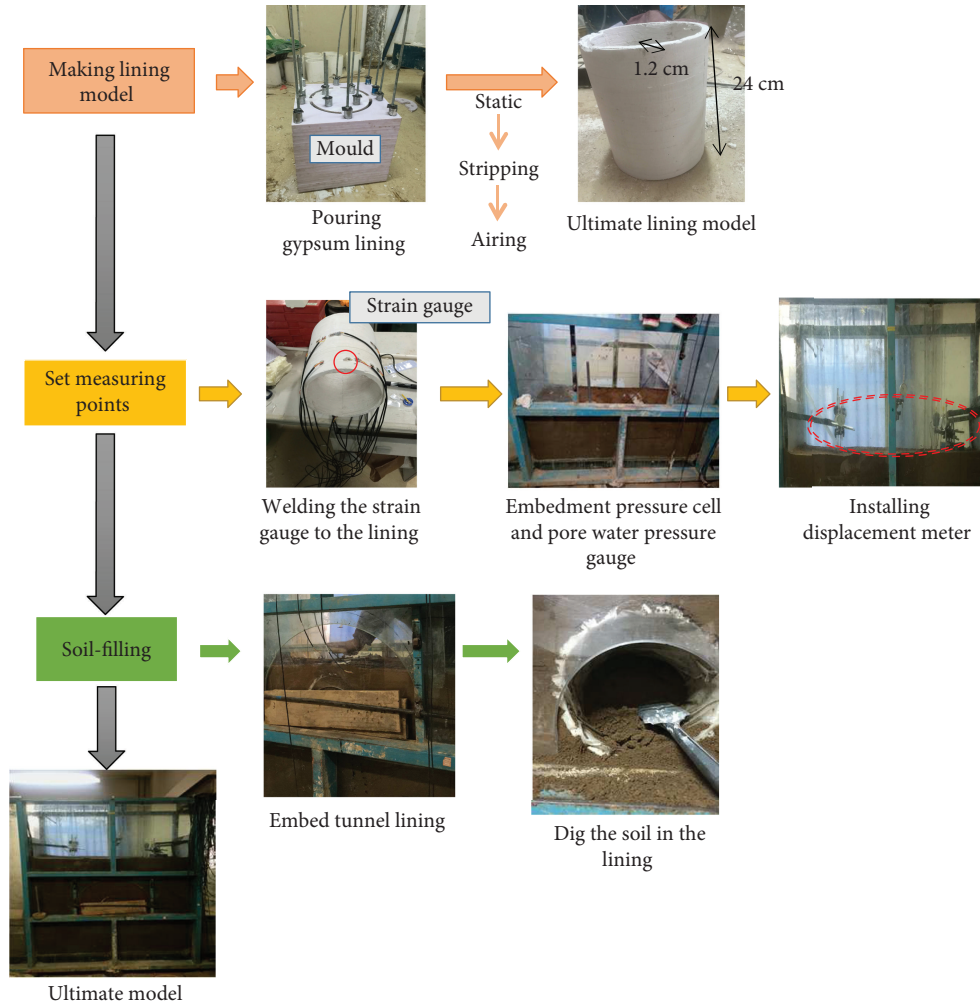 Making lining
model
Mould
Pouring
gypsum lining
Static
Stripping
Airing
1.2 cm
24 cm
Ultimate lining model
Set measuring
points
Strain gauge
Welding the strain
gauge to the lining
Embedment pressure cell
and pore water pressure
gauge
Installing
displacement meter
Soil-filling
Embed tunnel lining
Dig the soil in the
lining
Ultimate model